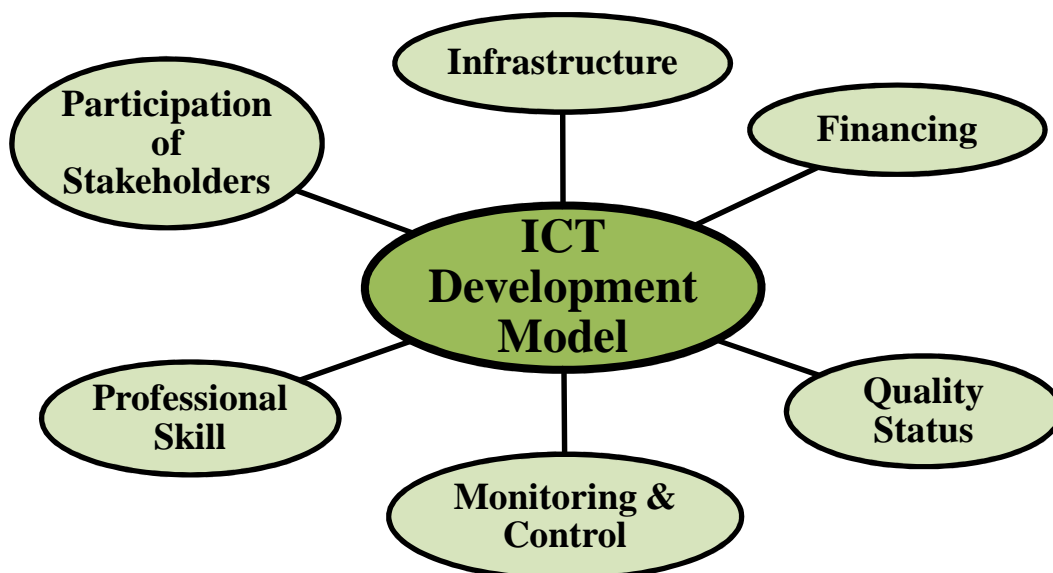 Infrastructure
Participation
of
Stakeholders
Financing
ICT
Development
Model
Professional
Skill
Quality
Status
Monitoring &
Control